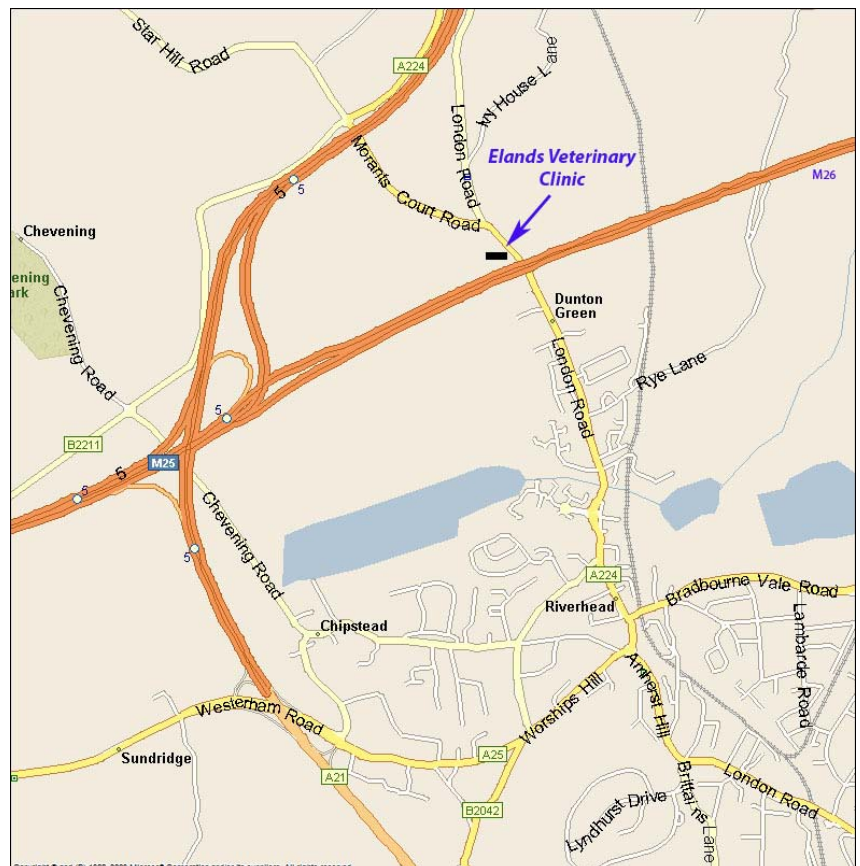 Star Hill Road
A224
London Road
Ivy House Lane
Elands Veterinary
Clinic
Morants Court Road
5
5
M26
Chevening
ening
ark
Chevening Road
Dunton
Green
London Road
Rye Lane
5
B2211
M25
5
5
Chevening Road
5
A224
Riverhead
Bradbourne Vale Road
Chipstead
Lambarde Road
Amherst Hill
Worships Hill
Westerham Road
Sundridge
A25
A21
London Road
B2042
Brittains Lane
Lyndhurst Drive